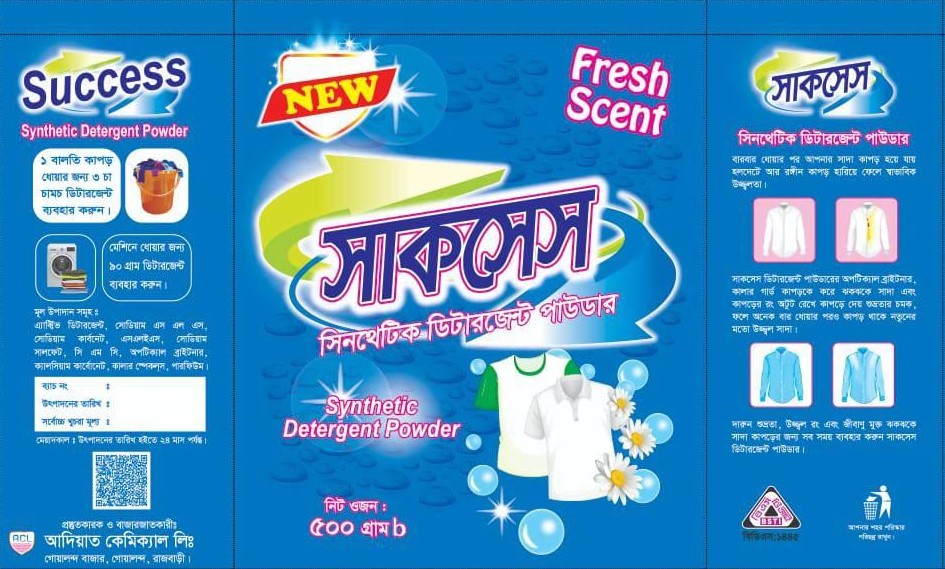 Success
Synthetic Detergent Powder
১ বালতি কাপড়
ধোয়ার জন্য ৩ চা
চামচ ডিটারজেন্ট
ব্যবহার করুন।
মেশিনে ধোয়ার জন্য
৯০ গ্রাম ডিটারজেন্ট
ব্যবহার করুন।
মূল উপাদান সমূহ ঃ
এ্যাক্টিভ ডিটারজেন্ট, সোডিয়াম এস এল এস,
সোডিয়াম কার্বনেট, এসএলইএস, সোডিয়াম
সালফেট, সি এম সি, অপটিক্যাল ব্রাইটনার,
ক্যালসিয়াম কার্বোনেট, কালার স্পেকলস, পারফিউম।
ব্যাচ নং ঃ
উৎপাদনের তারিখ ঃ
সর্বোচ্চ খুচরা মূল্য ঃ
মেয়াদকাল ঃ উৎপাদনের তারিখ হইতে ২৪ মাস পর্যন্ত।
প্রস্তুতকারক ও বাজারজাতকারীঃ
ACL
আদিয়াত কেমিক্যাল লিঃ
গোয়ালন্দ বাজার, গোয়ালন্দ, রাজবাড়ী।
NEW
Fresh
Scent
সাকসেস
সিনথেটিক ডিটারজেন্ট পাউডার
Synthetic
Detergent Powder
নিট ওজন :
৫০০ গ্রাম b
সাকসেস
সিনথেটিক ডিটারজেন্ট পাউডার
বারবার ধোয়ার পর আপনার সাদা কাপড় হয়ে যায়
হলদেটে আর রঙ্গীন কাপড় হারিয়ে ফেলে স্বাভাবিক
উজ্জ্বলতা।
সাকসেস ডিটারজেন্ট পাউডারের অপটিক্যাল ব্রাইটনার,
কালার গার্ড কাপড়কে করে ঝকঝকে সাদা এবং
কাপড়ের রং অটুট রেখে কাপড়ে দেয় শুভ্রতার চমক,
ফলে অনেক বার ধোয়ার পরও কাপড় থাকে নতুনের
মতো উজ্জ্বল সাদা।
দারুন শুভ্রতা, উজ্জ্বল রং এবং জীবাণু মুক্ত ঝকঝকে
সাদা কাপড়ের জন্য সব সময় ব্যবহার করুন সাকসেস
ডিটারজেন্ট পাউডার।
BSTI
বিডিএস:১৪৪৫
আপনার শহর পরিষ্কার
পরিচ্ছন্ন রাখুন।